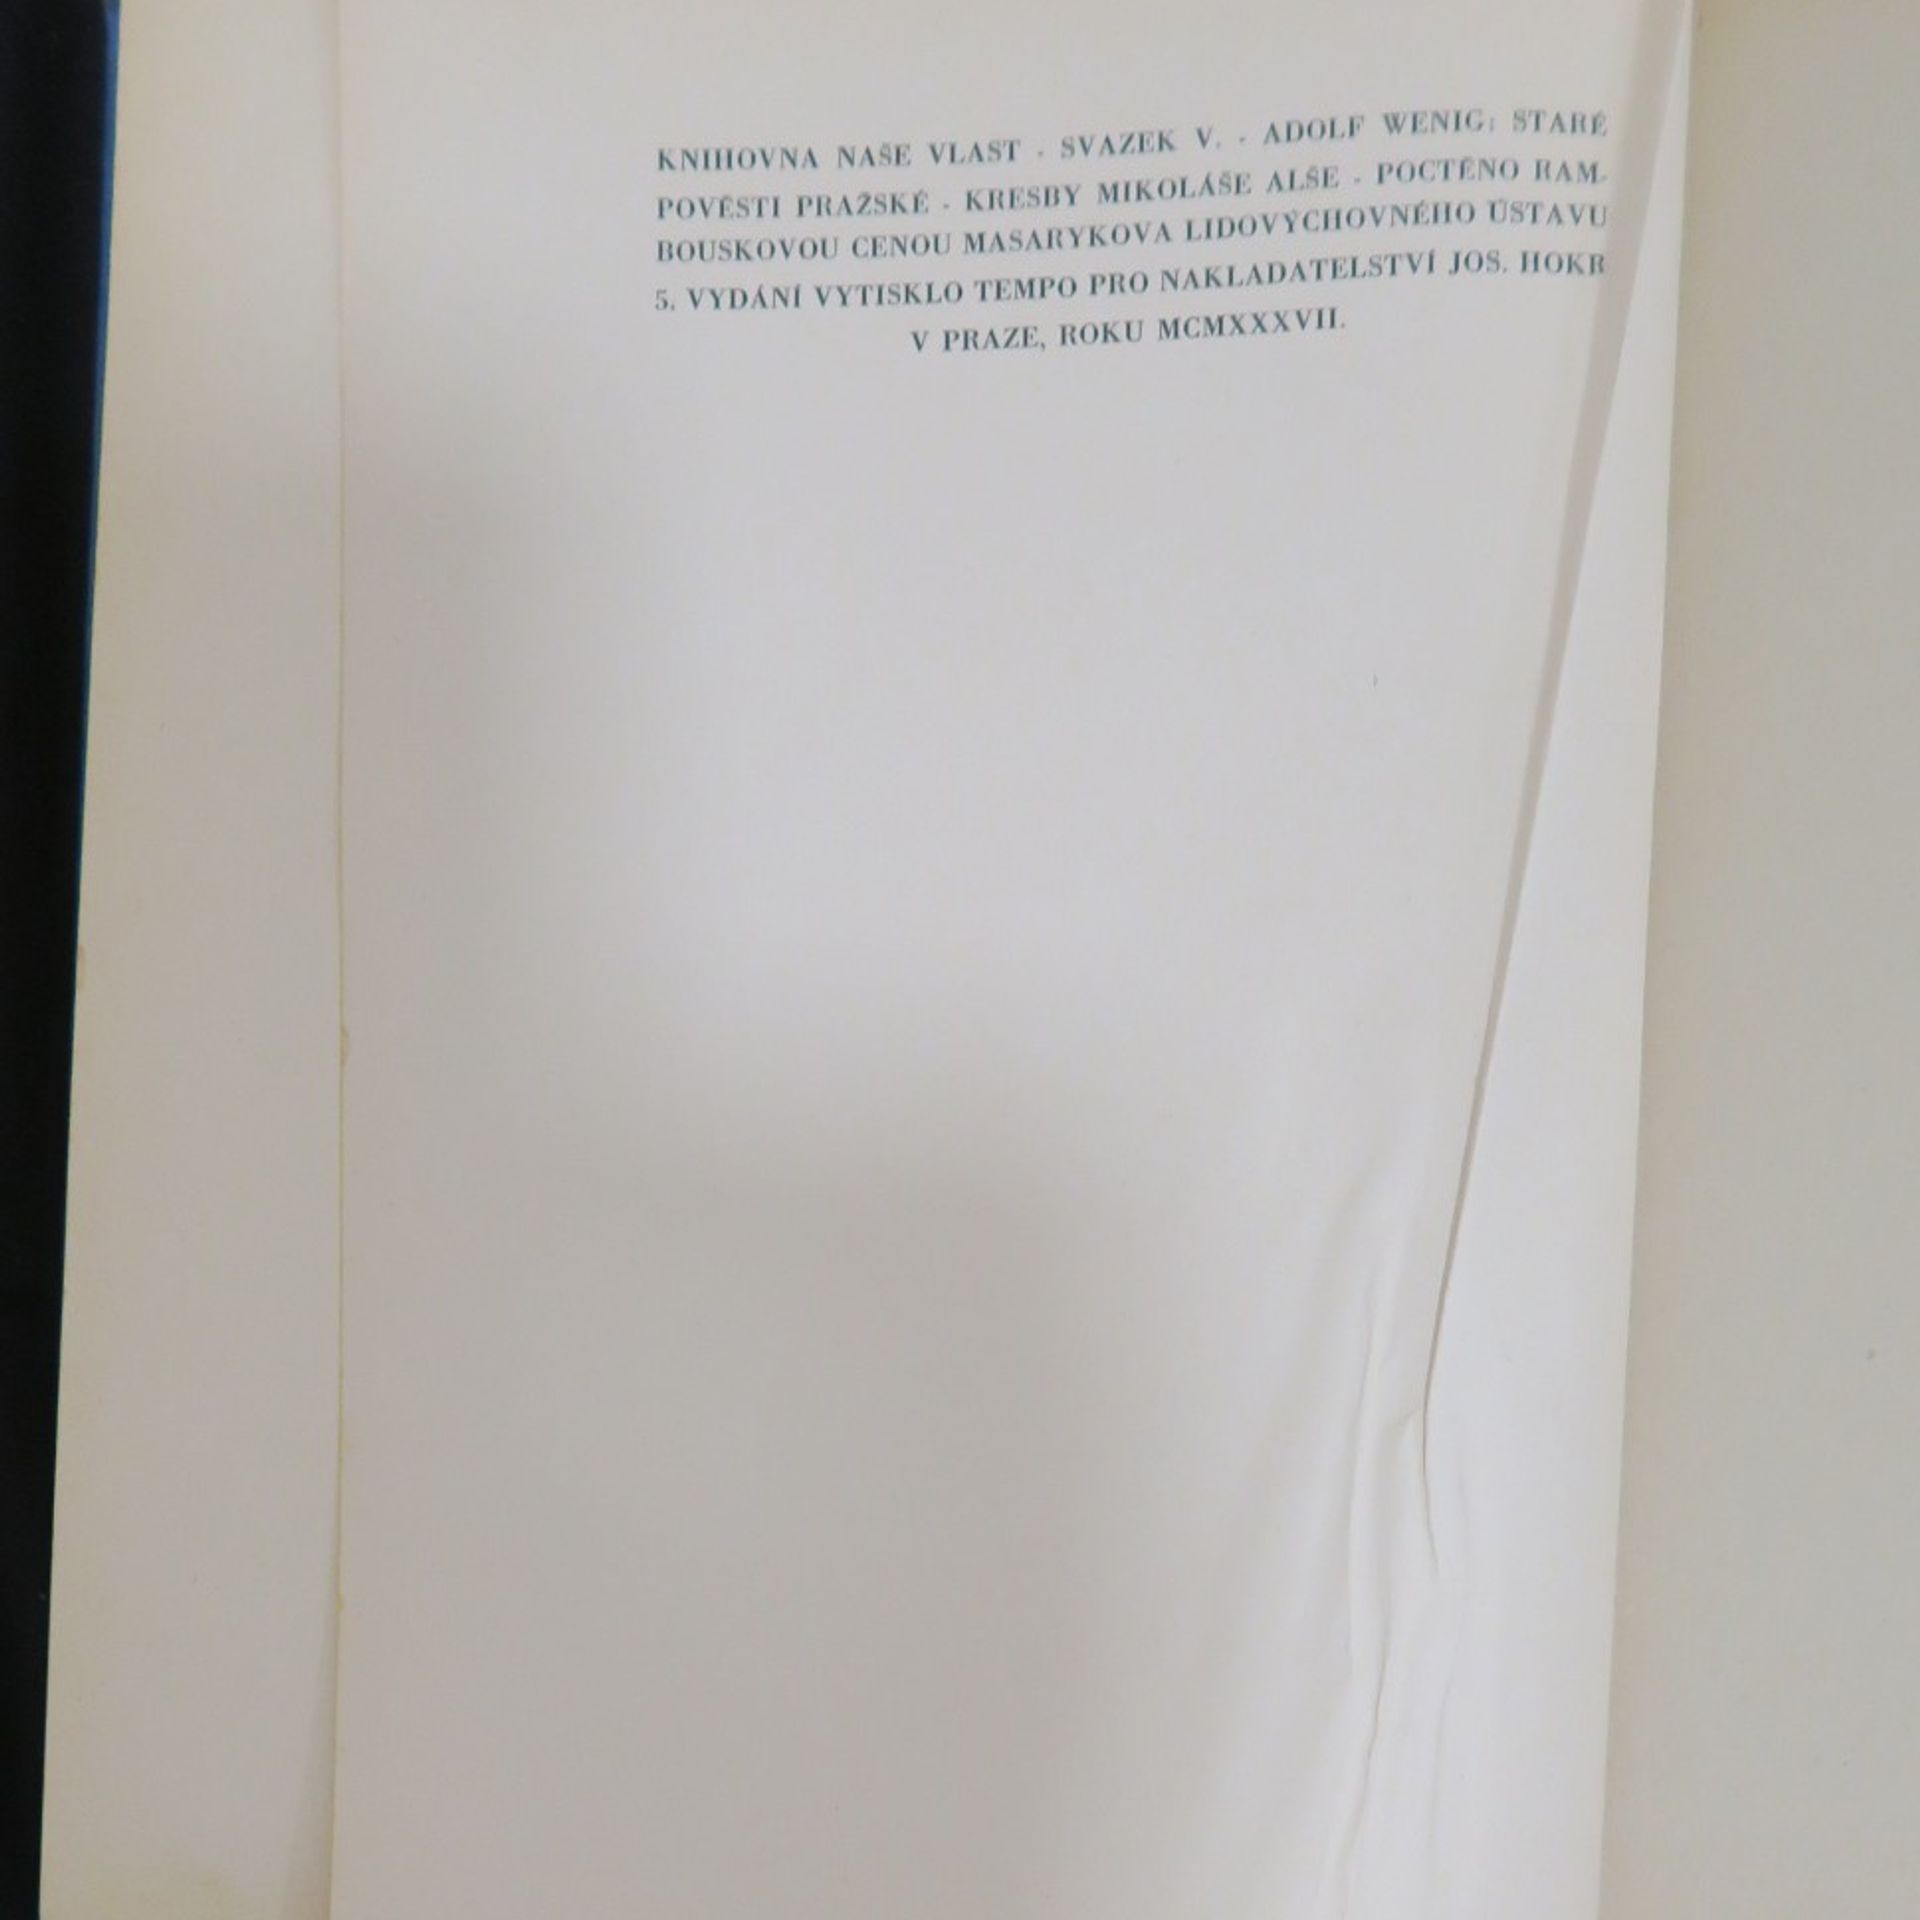 KNIHOVNA NAŠE VLAST - SVAZEK V. - ADOLF WENIG: STARÉ
POVĚSTI PRAŽSKÉ - KRESBY MIKOLÁŠE ALŠE - POCTĚNO RAM-
BOUSKOVOU CENOU MASARYKOVA LIDOVÝCHOVNÉHO ÚSTAVU
5. VYDÁNÍ VYTISKLO TEMPO PRO NAKLADATELSTVÍ JOS. HOKR
V PRAZE, ROKU MCMXXXVII.